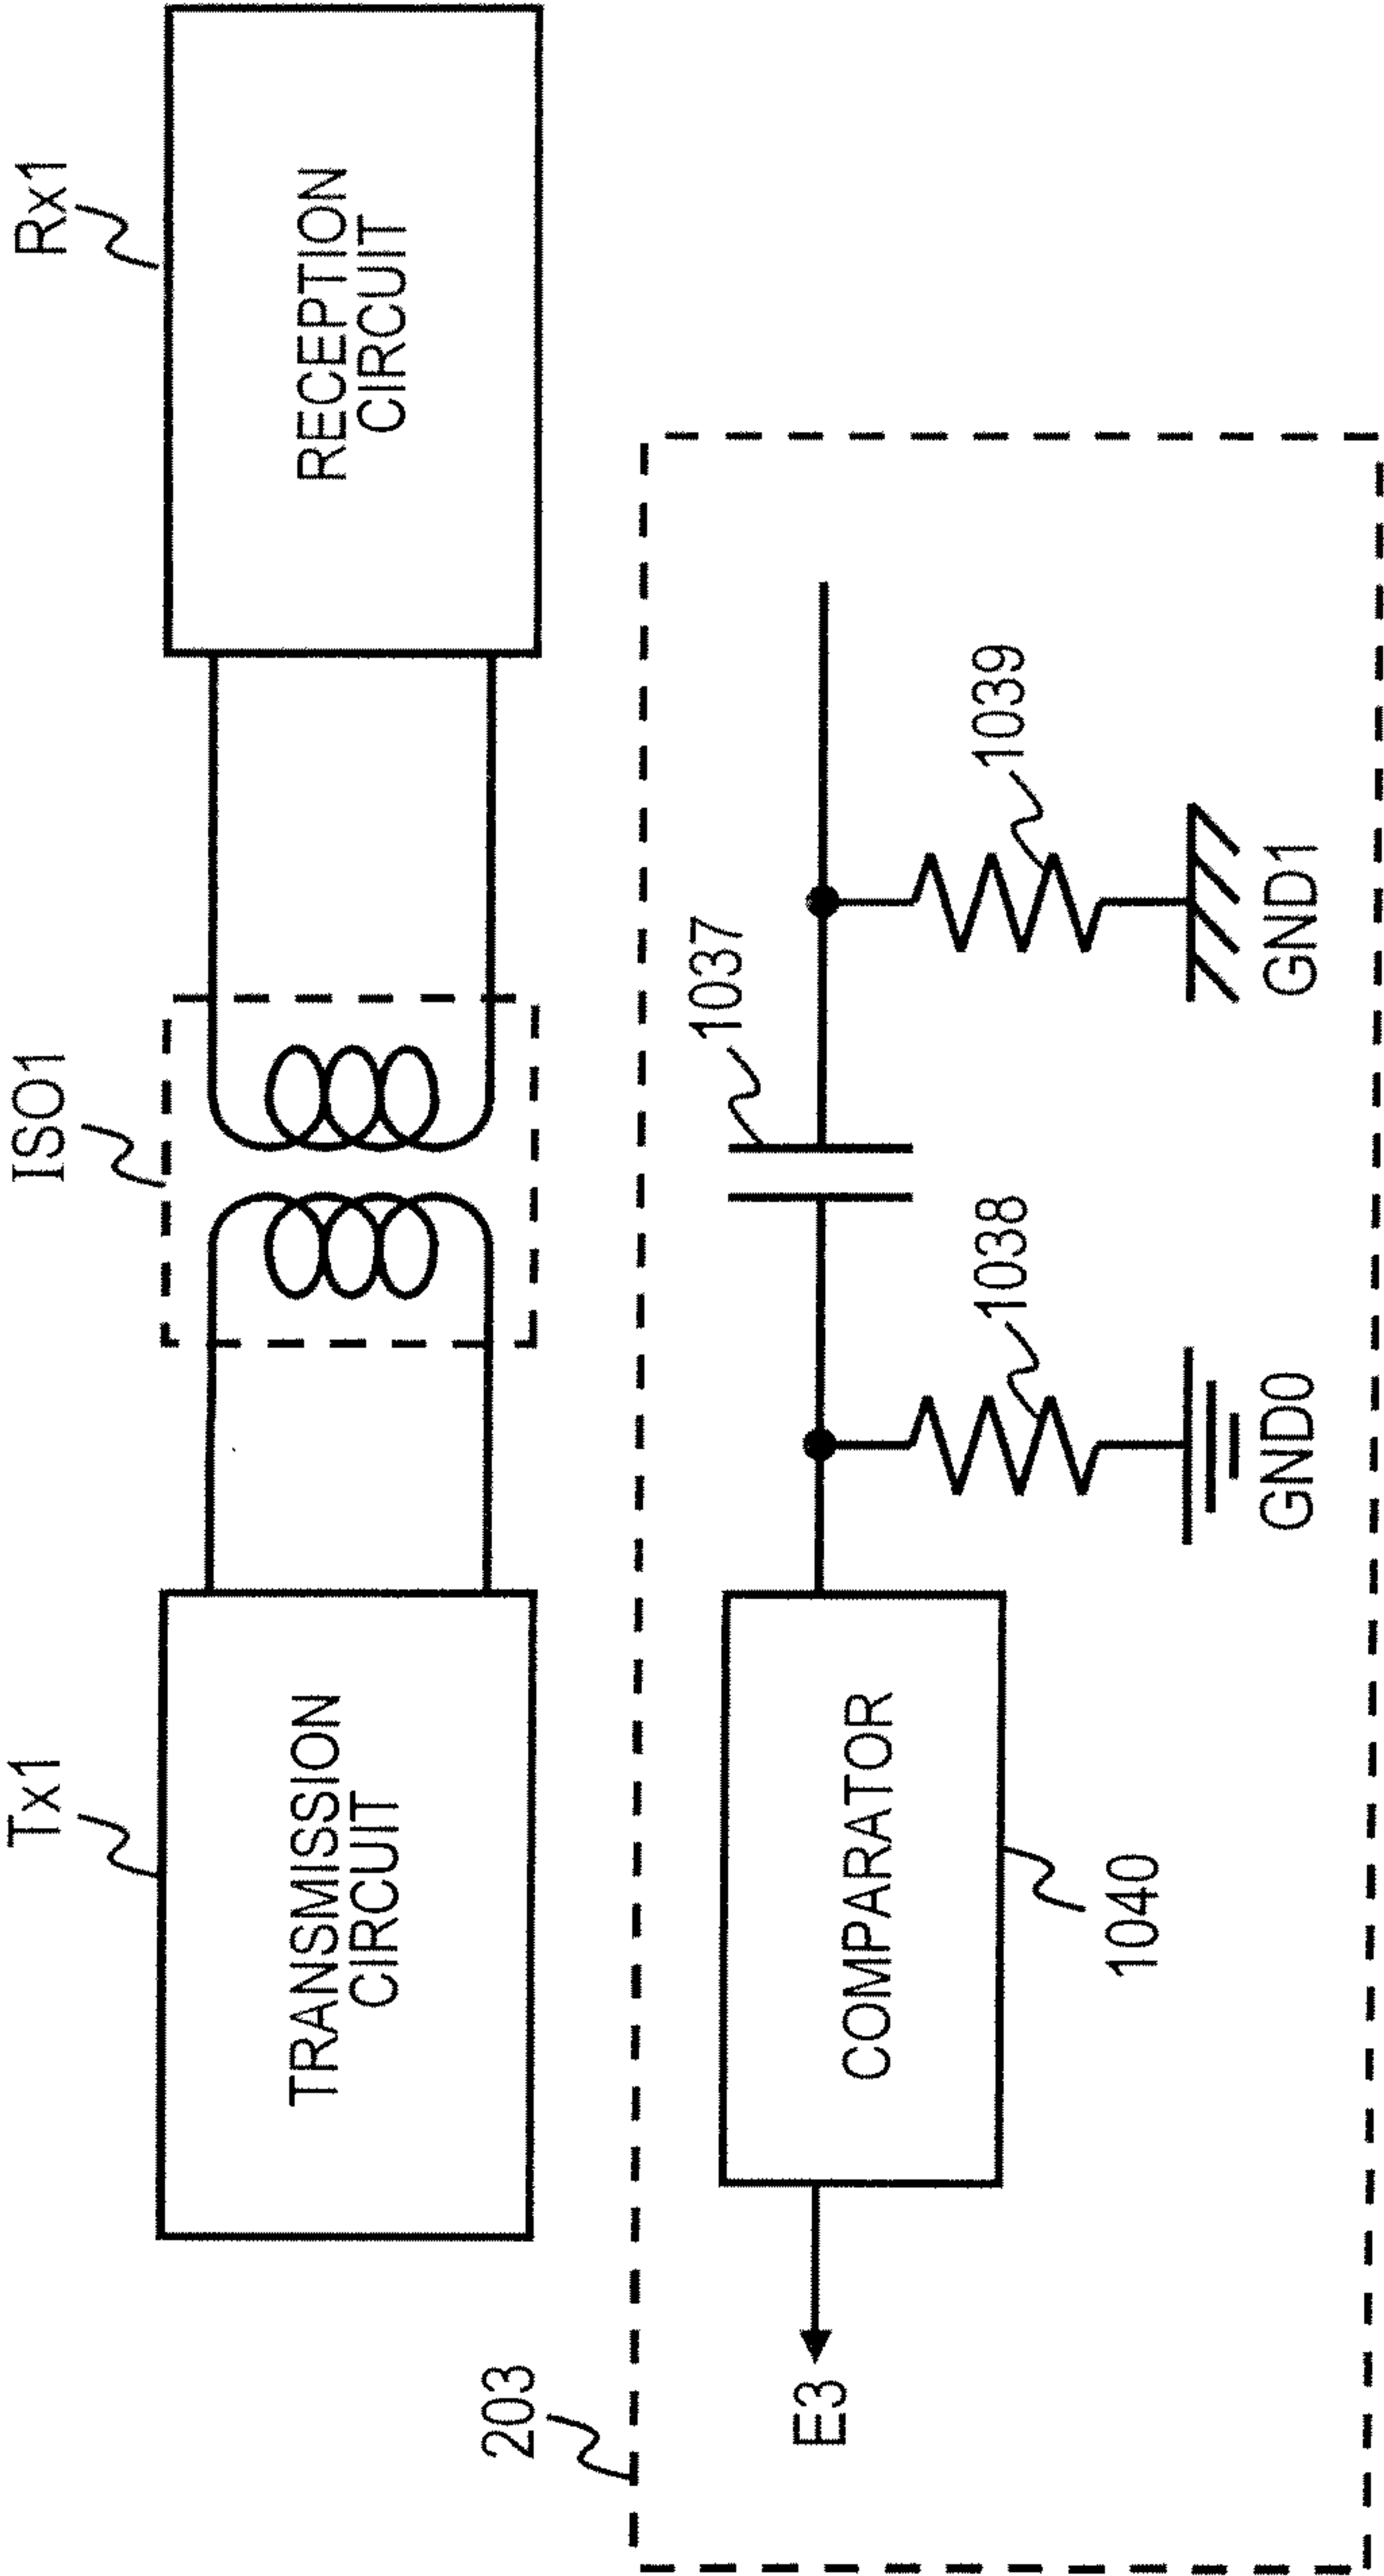 Tx1
ISO1
Rx1
TRANSMISSION
CIRCUIT
RECEPTION
CIRCUIT
203
1037
E3
COMPARATOR
1038
1039
1040
GND0
GND1